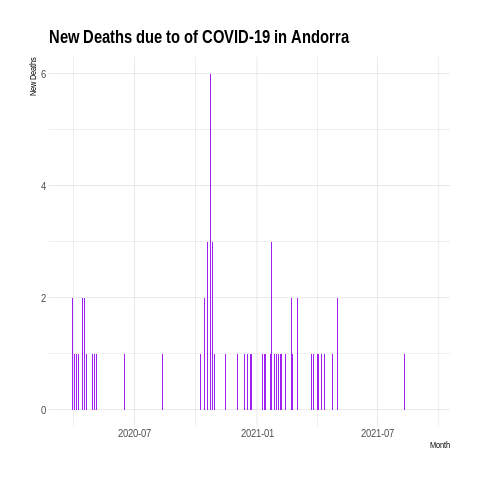 New Deaths due to of COVID-19 in Andorra
New Deaths
6
4
2
0
2020-07
2021-01
2021-07
Month